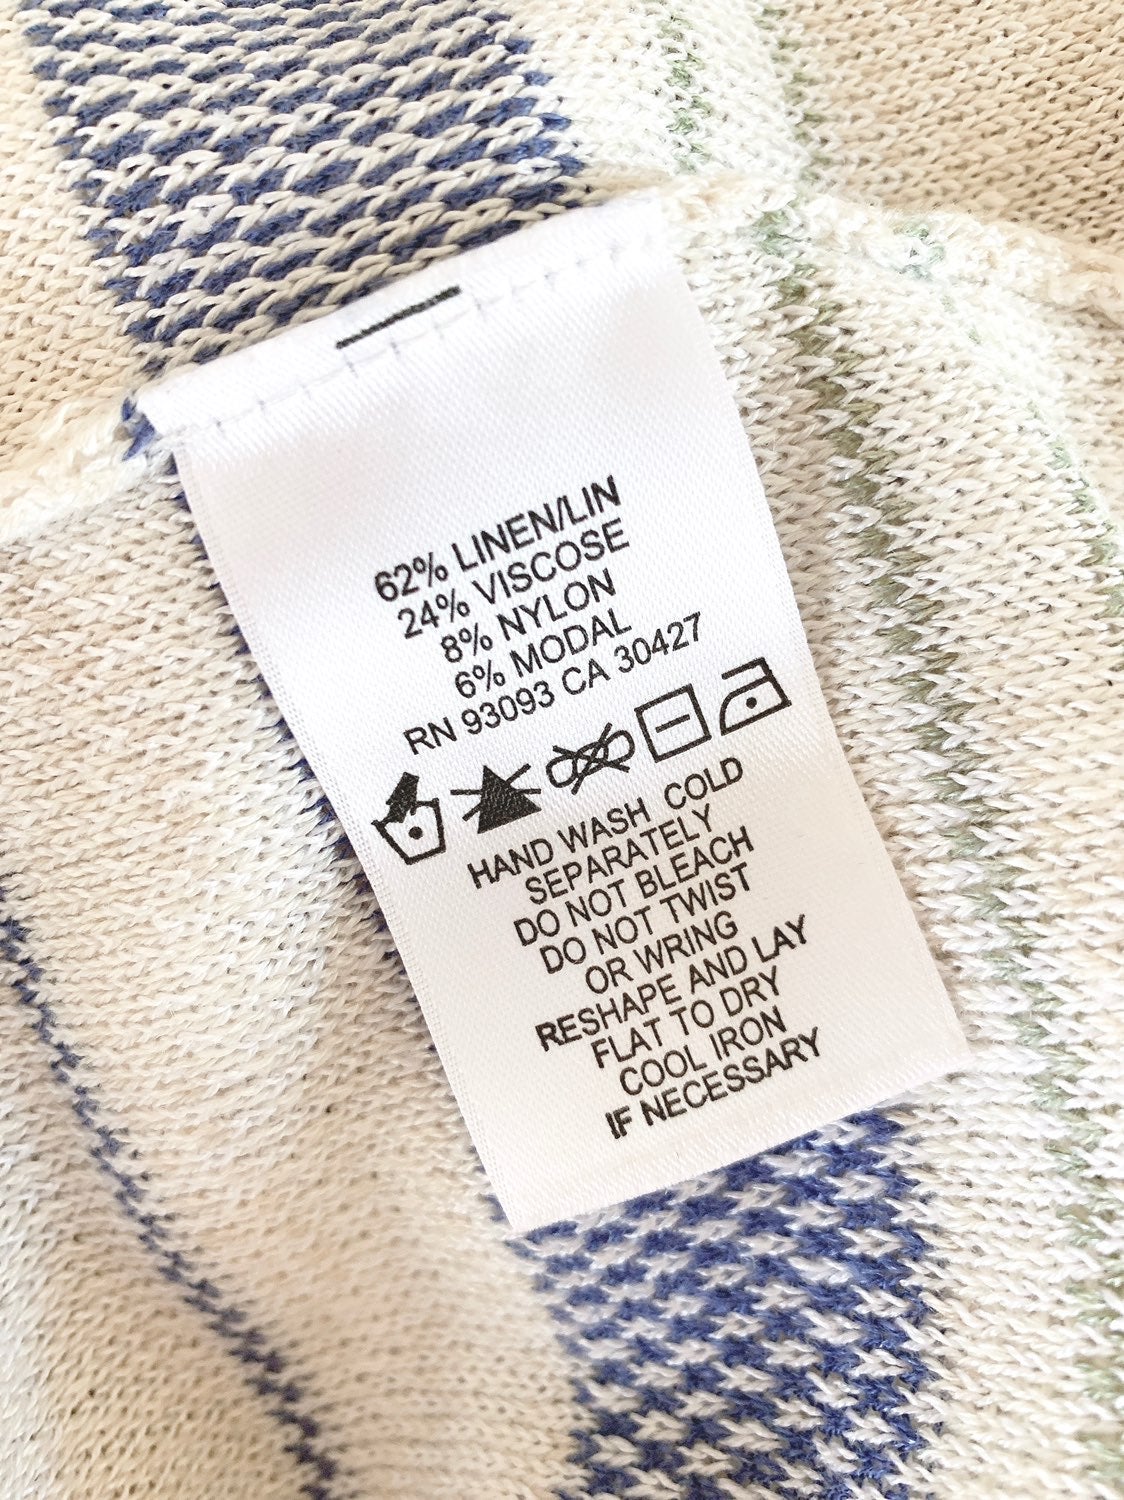 62% LINEN/LIN
24% VISCOSE
8% NYLON
6% MODAL
RN 93093 CA 30427
HAND WASH COLD
SEPARATELY
DO NOT BLEACH
DO NOT TWIST
OR WRING
RESHAPE AND LAY
FLAT TO DRY
COOL IRON
IF NECESSARY